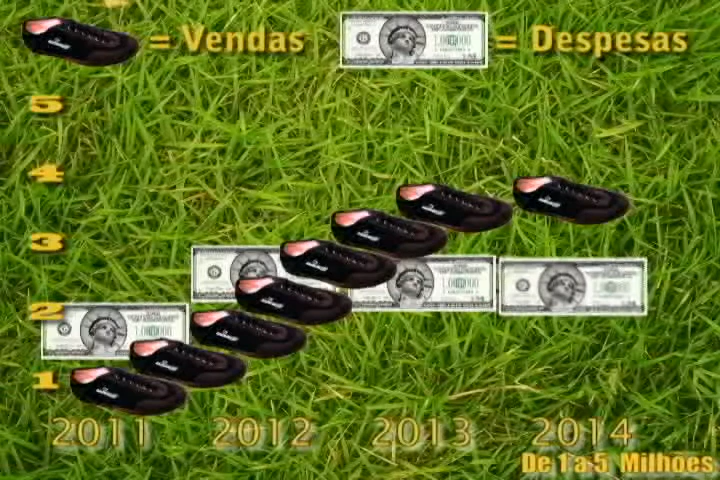 = Vendas
= Despesas
5
4
3
2
1
2011 2012 2013 2014
De 1 a 5 Milhões